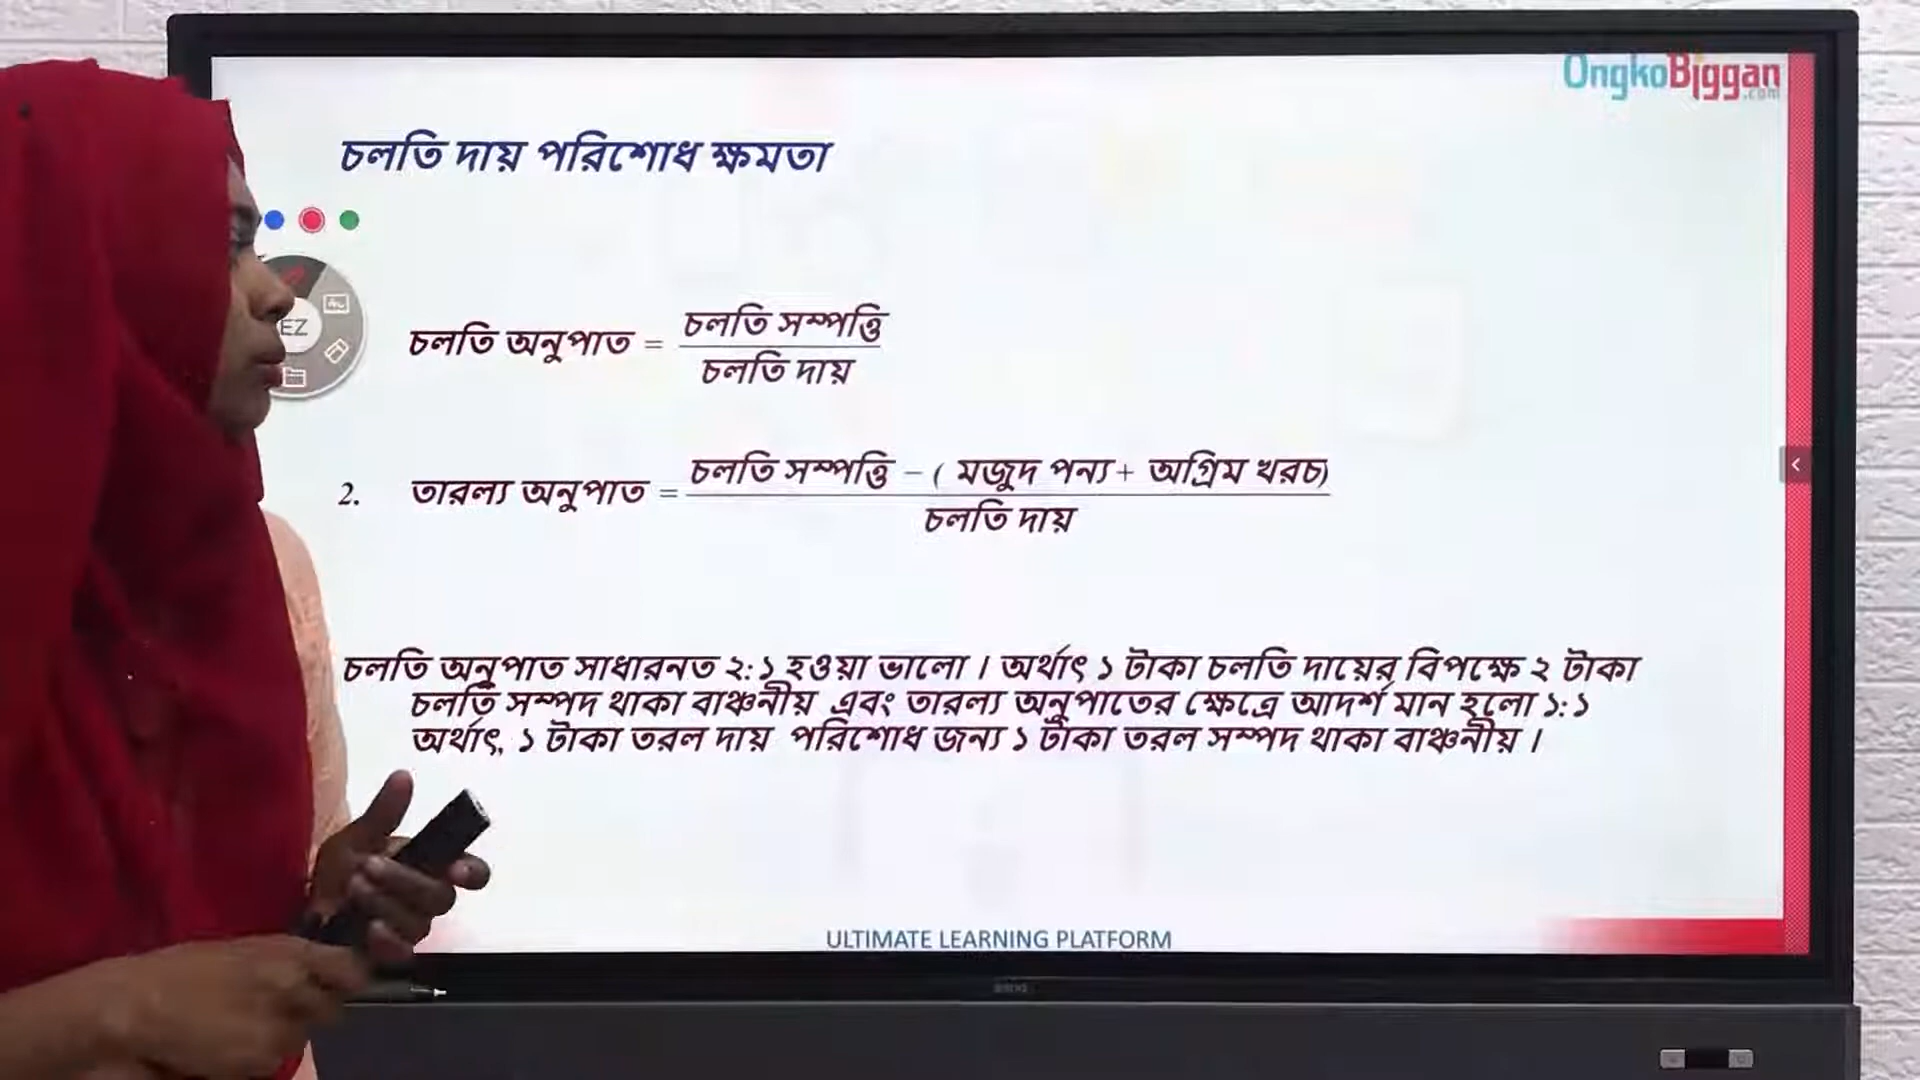 OngkoBiggan
.com
চলতি দায় পরিশোধ ক্ষমতা
EZ
চলতি অনুপাত = চলতি সম্পত্তি
চলতি দায়
2. তারল্য অনুপাত = চলতি সম্পত্তি – ( মজুদ পন্য + অগ্রিম খরচ)
চলতি দায়
চলতি অনুপাত সাধারনত ২:১ হওয়া ভালো । অর্থাৎ ১ টাকা চলতি দায়ের বিপক্ষে ২ টাকা
চলতি সম্পদ থাকা বাঞ্চনীয় এবং তারল্য অনুপাতের ক্ষেত্রে আদর্শ মান হলো ১:১
অর্থাৎ, ১ টাকা তরল দায় পরিশোধ জন্য ১ টাকা তরল সম্পদ থাকা বাঞ্চনীয় ।
ULTIMATE LEARNING PLATFORM